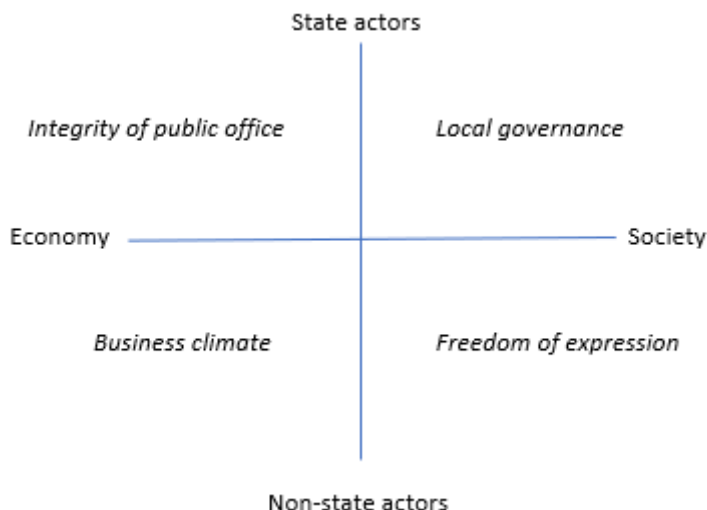 State actors
Integrity of public office
Local governance
Economy
Society
Business climate
Freedom of expression
Non-state actors